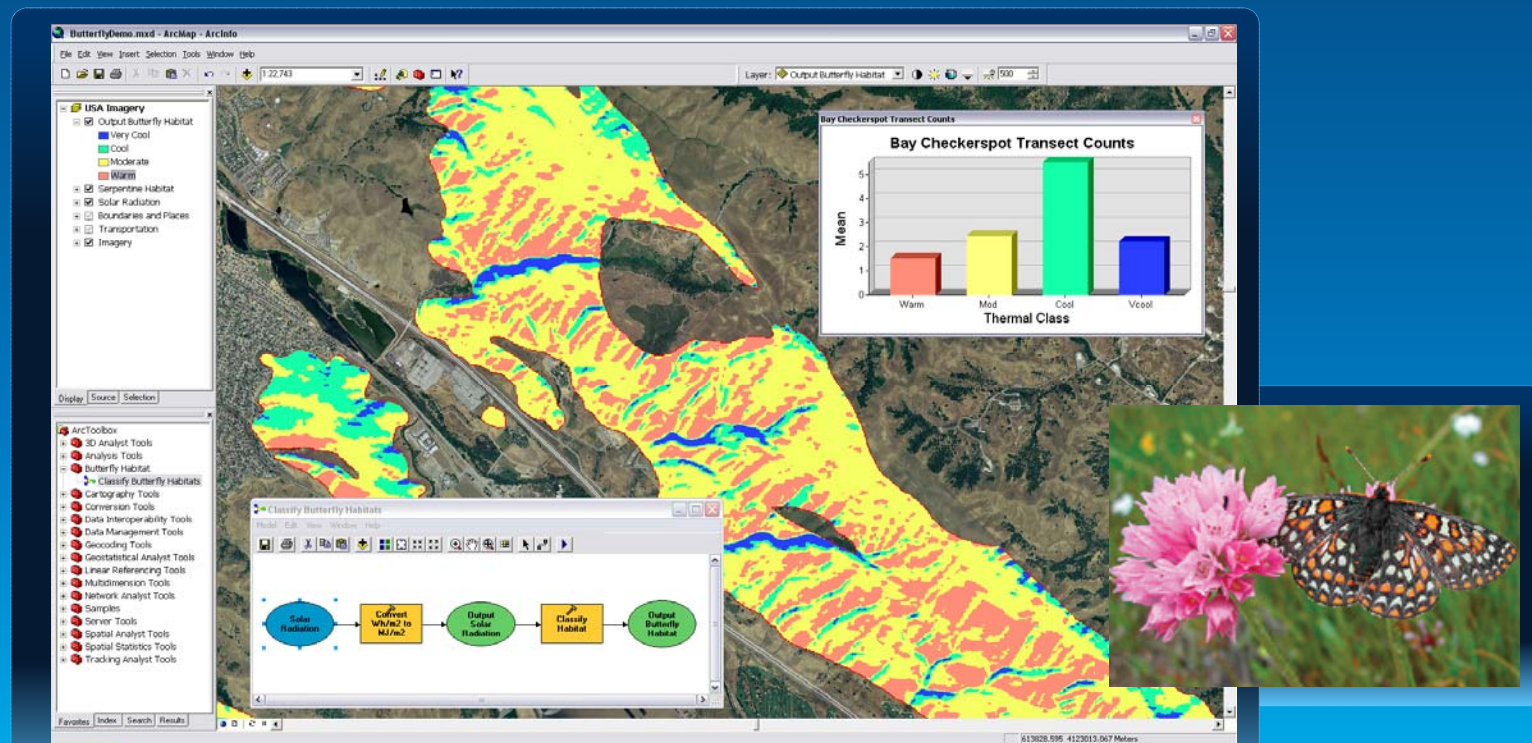 ButterflyDemo.mxd - ArcMap - ArcInfo
File Edit View Insert Selection Tools Window Help
1:22,743
Layer: Output Butterfly Habitat
500
USA Imagery
Output Butterfly Habitat
Very Cool
Cool
Moderate
Warm
Serpentine Habitat
Solar Radiation
Boundaries and Places
Transportation
Imagery
Display Source Selection
Bay Checkerspot Transect Counts
Bay Checkerspot Transect Counts
Mean
5
4
3
2
1
0
Warm Mod Cool Vcool
Thermal Class
ArcToolbox
3D Analyst Tools
Analysis Tools
Butterfly Habitat
Classify Butterfly Habitats
Cartography Tools
Conversion Tools
Data Interoperability Tools
Data Management Tools
Geocoding Tools
Geostatistical Analyst Tools
Linear Referencing Tools
Multidimension Tools
Network Analyst Tools
Samples
Server Tools
Spatial Analyst Tools
Spatial Statistics Tools
Tracking Analyst Tools
Favorites Index Search Results
Classify Butterfly Habitats
Model Edit View Window Help
Solar
Radiation
Convert
Wh/m2 to
MJ/m2
Output
Solar
Radiation
Classify
Habitat
Output
Butterfly
Habitat
613828.595 4123013.067 Meters